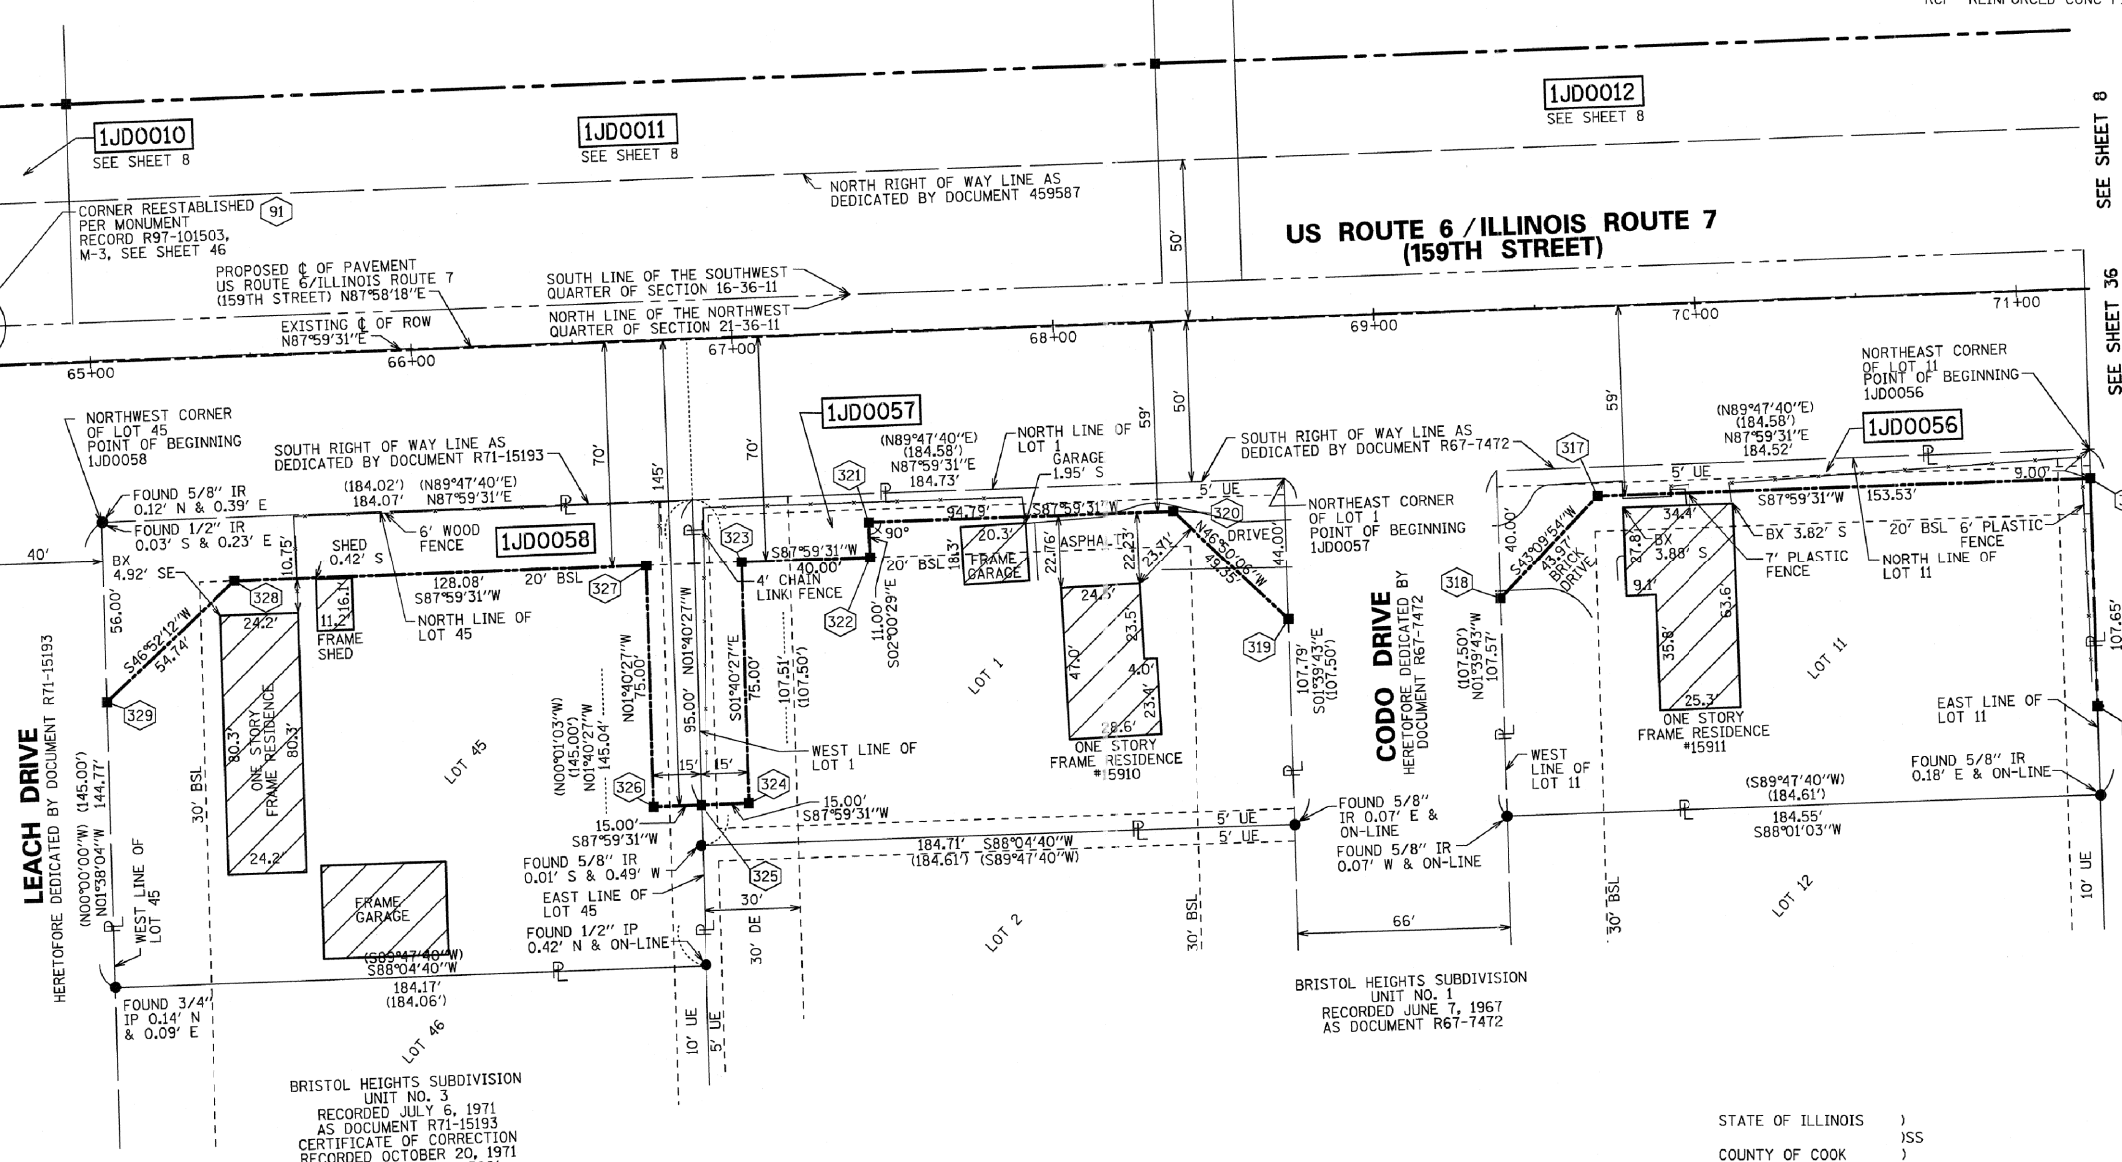 1JD0010
SEE SHEET 8
1JD0011
SEE SHEET 8
1JD0012
SEE SHEET 8
SEE SHEET 8
SEE SHEET 36
NORTH RIGHT OF WAY LINE AS
DEDICATED BY DOCUMENT 459587
US ROUTE 6 / ILLINOIS ROUTE 7
(159TH STREET)
50'
CORNER REESTABLISHED
PER MONUMENT
RECORD R97-101503,
M-3, SEE SHEET 46
91
PROPOSED ℄ OF PAVEMENT
US ROUTE 6/ILLINOIS ROUTE 7
(159TH STREET) N87°58'18"E
EXISTING ℄ OF ROW
N87°59'31"E
SOUTH LINE OF THE SOUTHWEST
QUARTER OF SECTION 16-36-11
NORTH LINE OF THE NORTHWEST
QUARTER OF SECTION 21-36-11
65+00
66+00
67+00
68+00
69+00
70+00
71+00
NORTHWEST CORNER
OF LOT 45
POINT OF BEGINNING
1JD0058
SOUTH RIGHT OF WAY LINE AS
DEDICATED BY DOCUMENT R71-15193
(184.02') (N89°47'40"E)
184.07' N87°59'31"E
FOUND 5/8" IR
0.12' N & 0.39' E
FOUND 1/2" IR
0.03' S & 0.23' E
40'
BX
4.92' SE
10.75'
SHED
0.42' S
6' WOOD
FENCE
1JD0058
70'
145'
70'
128.08'
S87°59'31"W
20' BSL
328
327
56.00'
S46°52'12"W
54.74'
329
24.2'
11.2'
16.1'
FRAME
SHED
NORTH LINE OF
LOT 45
80.3'
ONE STORY
FRAME RESIDENCE
80.3'
24.2'
LOT 45
FRAME
GARAGE
LEACH DRIVE
HERETOFORE DEDICATED BY DOCUMENT R71-15193
(N00°00'00"W) (145.00')
N01°38'04"W 144.77'
WEST LINE OF
LOT 45
30' BSL
(S89°47'40"W)
S88°04'40"W
184.17'
(184.06')
FOUND 3/4"
IP 0.14' N
& 0.09' E
LOT 46
BRISTOL HEIGHTS SUBDIVISION
UNIT NO. 3
RECORDED JULY 6, 1971
AS DOCUMENT R71-15193
CERTIFICATE OF CORRECTION
RECORDED OCTOBER 20, 1971
(N00°01'03"W)
(145.00')
N01°40'27"W
145.04'
N01°40'27"W
75.00'
95.00' N01°40'27"W
S01°40'27"E
75.00'
107.51'
(107.50')
326
15'
15'
324
15.00'
S87°59'31"W
15.00'
S87°59'31"W
FOUND 5/8" IR
0.01' S & 0.49' W
325
EAST LINE OF
LOT 45
FOUND 1/2" IP
0.42' N & ON-LINE
30'
30' DE
10' UE
5' UE
WEST LINE OF
LOT 1
1JD0057
(N89°47'40"E)
(184.58')
N87°59'31"E
184.73'
NORTH LINE OF
LOT 1
GARAGE
1.95' S
321
323
94.79'
S87°59'31"W
90°
S87°59'31"W
40.00'
4' CHAIN
LINK FENCE
322
11.00'
S02°00'29"E
20' BSL
18.3'
20.3'
FRAME
GARAGE
22.76'
ASPHALT
22.23'
23.71'
DRIVE
320
5' UE
59'
50'
SOUTH RIGHT OF WAY LINE AS
DEDICATED BY DOCUMENT R67-7472
NORTHEAST CORNER
OF LOT 1
POINT OF BEGINNING
1JD0057
44.00'
N46°50'06"W
49.35'
319
47.0'
23.5'
4.0'
23.4'
28.6'
ONE STORY
FRAME RESIDENCE
#15910
LOT 1
107.79'
S01°39'43"E
(107.50')
184.71' S88°04'40"W
(184.61') (S89°47'40"W)
5' UE
5' UE
LOT 2
30' BSL
FOUND 5/8"
IR 0.07' E &
ON-LINE
FOUND 5/8" IR
0.07' W & ON-LINE
66'
BRISTOL HEIGHTS SUBDIVISION
UNIT NO. 1
RECORDED JUNE 7, 1967
AS DOCUMENT R67-7472
CODO DRIVE
HERETOFORE DEDICATED BY
DOCUMENT R67-7472
(107.50')
N01°39'43"W
107.57'
318
317
40.00'
S43°09'54"W
43.97'
BRICK
DRIVE
59'
5' UE
(N89°47'40"E)
(184.58')
N87°59'31"E
184.52'
1JD0056
NORTHEAST CORNER
OF LOT 11
POINT OF BEGINNING
1JD0056
9.00'
S87°59'31"W
153.53'
34.4'
27.8'
BX
3.88' S
BX 3.82' S
20' BSL
6' PLASTIC
FENCE
7' PLASTIC
FENCE
NORTH LINE OF
LOT 11
9.1'
63.6'
35.8'
25.3'
ONE STORY
FRAME RESIDENCE
#15911
LOT 11
107.65'
EAST LINE OF
LOT 11
WEST
LINE OF
LOT 11
FOUND 5/8" IR
0.18' E & ON-LINE
(S89°47'40"W)
(184.61')
184.55'
S88°01'03"W
LOT 12
30' BSL
10' UE
STATE OF ILLINOIS )
)SS
COUNTY OF COOK )